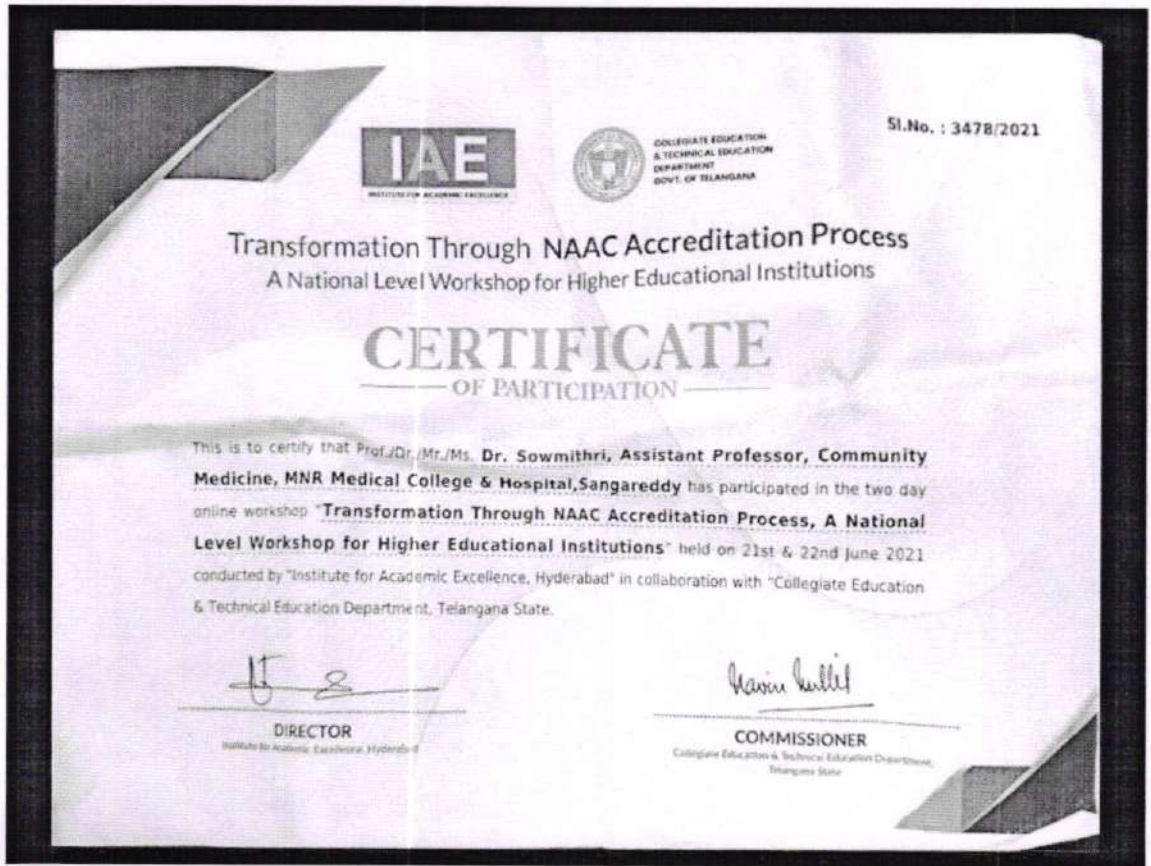 Sl.No. : 3478/2021
IAE
INSTITUTE FOR ACADEMIC EXCELLENCE
COLLEGIATE EDUCATION
& TECHNICAL EDUCATION
DEPARTMENT
GOVT. OF TELANGANA
Transformation Through NAAC Accreditation Process
A National Level Workshop for Higher Educational Institutions
CERTIFICATE
OF PARTICIPATION
This is to certify that Prof./Dr./Mr./Ms. Dr. Sowmithri, Assistant Professor, Community
Medicine, MNR Medical College & Hospital,Sangareddy has participated in the two day
online workshop "Transformation Through NAAC Accreditation Process, A National
Level Workshop for Higher Educational Institutions" held on 21st & 22nd June 2021
conducted by "Institute for Academic Excellence, Hyderabad" in collaboration with "Collegiate Education
& Technical Education Department, Telangana State.
DIRECTOR
Institute for Academic Excellence, Hyderabad
COMMISSIONER
Collegiate Education & Technical Education Department,
Telangana State